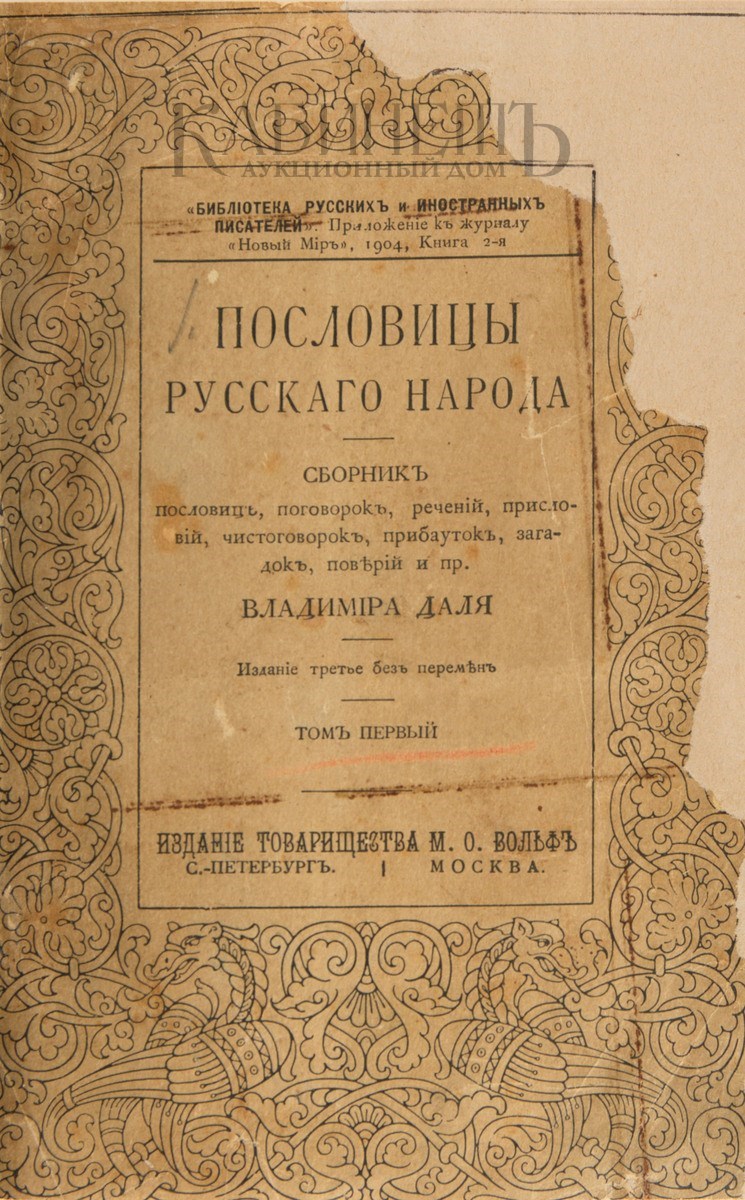 КАБИНЕТЪ
АУКЦИОННЫЙ ДОМ
«БИБЛІОТЕКА РУССКИХЪ и ИНОСТРАННЫХЪ
ПИСАТЕЛЕЙ». Приложеніе къ журналу
«Новый Міръ», 1904, Книга 2-я
ПОСЛОВИЦЫ
РУССКАГО НАРОДА
СБОРНИКЪ
пословицъ, поговорокъ, реченій, присло-
вій, чистоговорокъ, прибаутокъ, зага-
докъ, повѣрій и пр.
ВЛАДИМІРА ДАЛЯ
Изданіе третье безъ перемѣнъ
ТОМЪ ПЕРВЫЙ
ИЗДАНІЕ ТОВАРИЩЕСТВА М. О. ВОЛЬФЪ
С.-ПЕТЕРБУРГЪ. | МОСКВА.